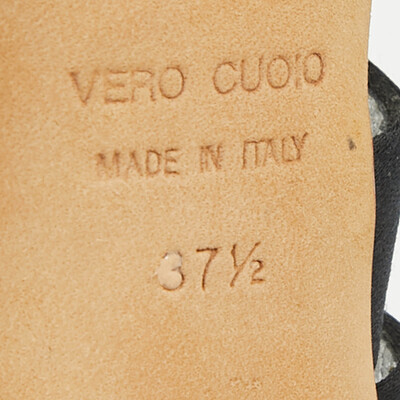 VERO CUOIO
MADE IN ITALY
37½